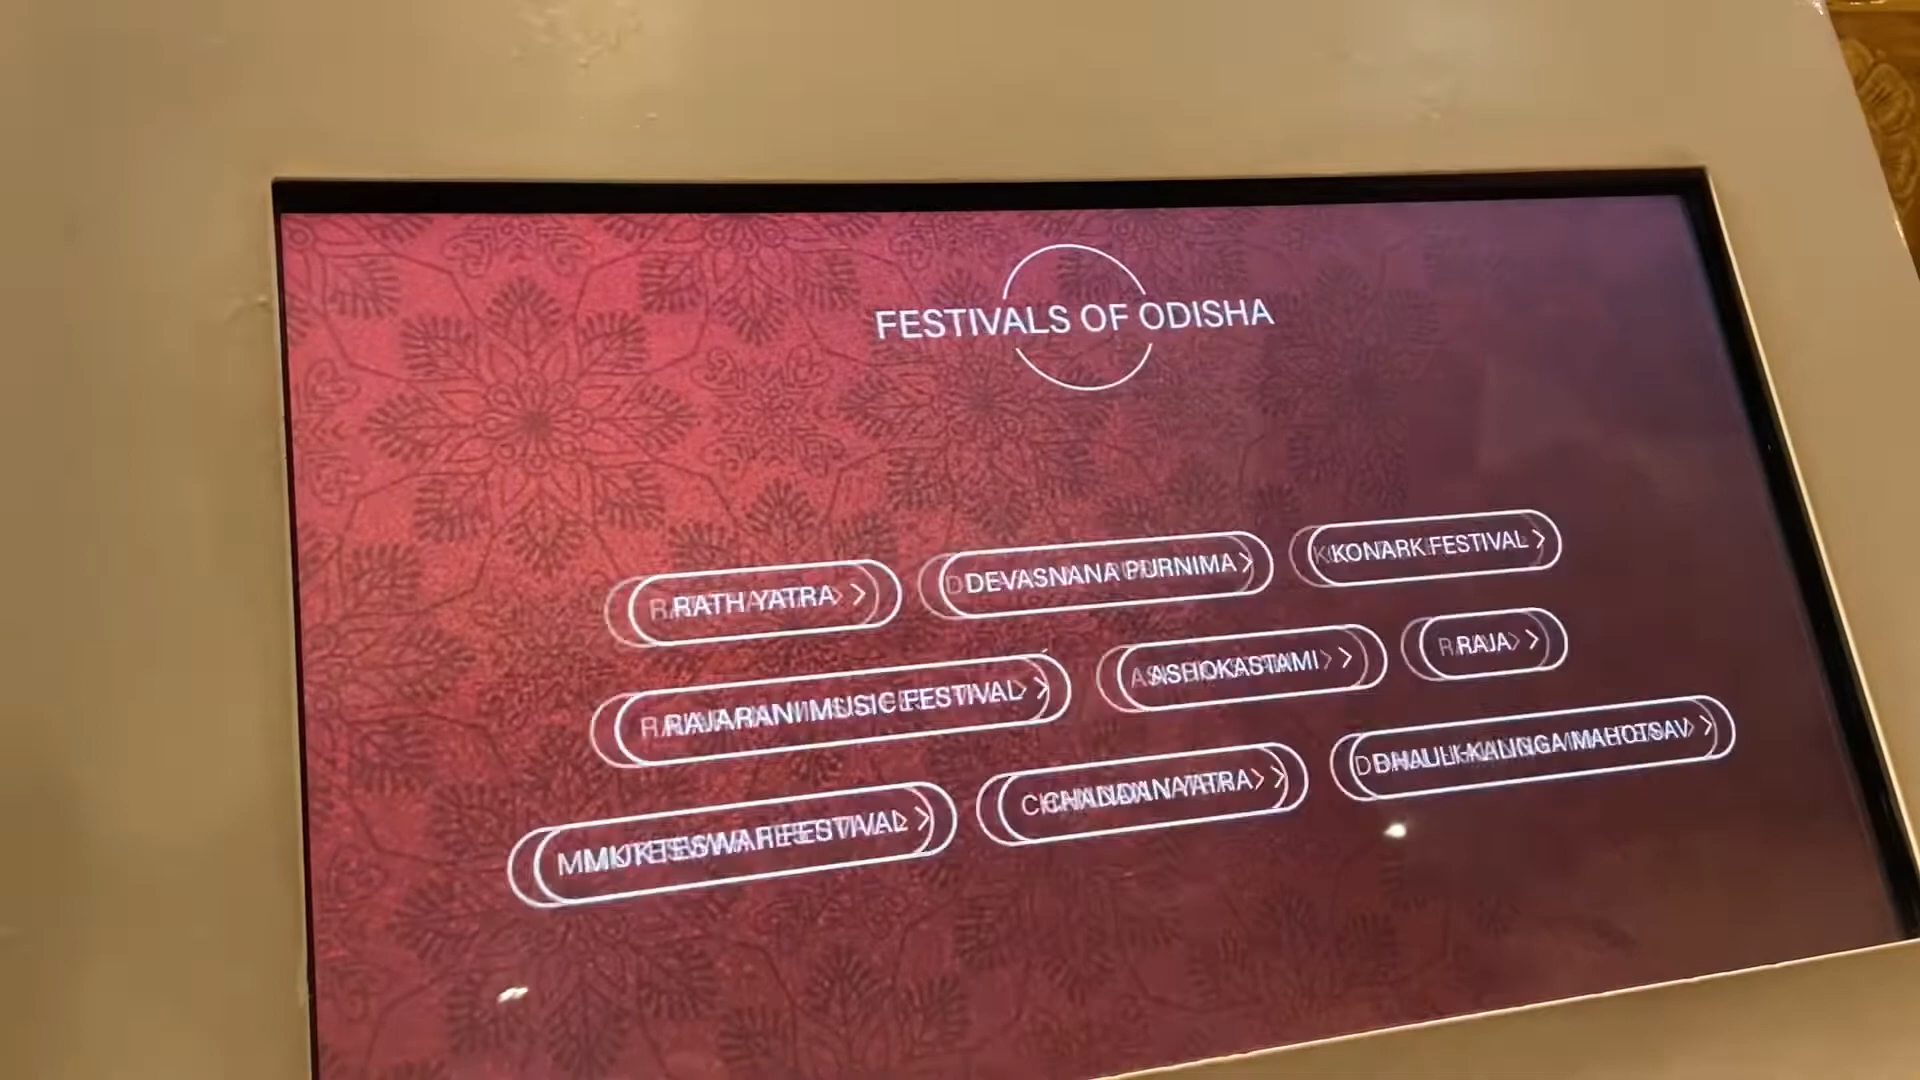 FESTIVALS OF ODISHA
RATH YATRA >
DEVASNANA PURNIMA >
KONARK FESTIVAL >
RAJARANI MUSIC FESTIVAL >
ASHOKASTAMI >
RAJA >
MUKTESWAR FESTIVAL >
CHANDAN YATRA >
DHAULI-KALINGA MAHOTSAV >